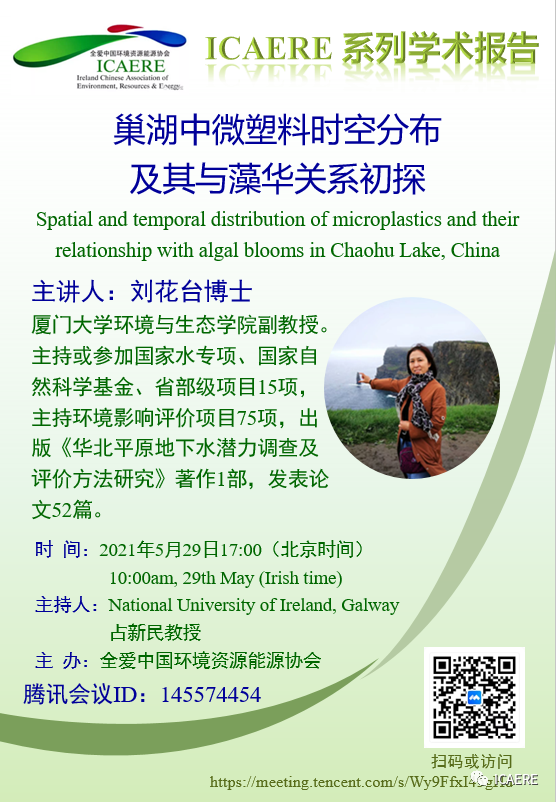 全爱中国环境资源能源协会
ICAERE
Ireland Chinese Association of
Environment, Resources & Energy
ICAERE 系列学术报告
巢湖中微塑料时空分布
及其与藻华关系初探
Spatial and temporal distribution of microplastics and their
relationship with algal blooms in Chaohu Lake, China
主讲人：刘花台博士
厦门大学环境与生态学院副教授。
主持或参加国家水专项、国家自
然科学基金、省部级项目15项，
主持环境影响评价项目75项，出
版《华北平原地下水潜力调查及
评价方法研究》著作1部，发表论
文52篇。
时 间：2021年5月29日17:00（北京时间）
10:00am, 29th May (Irish time)
主持人：National University of Ireland, Galway
占新民教授
主 办：全爱中国环境资源能源协会
腾讯会议ID：145574454
扫码或访问
https://meeting.tencent.com/s/
ICAERE